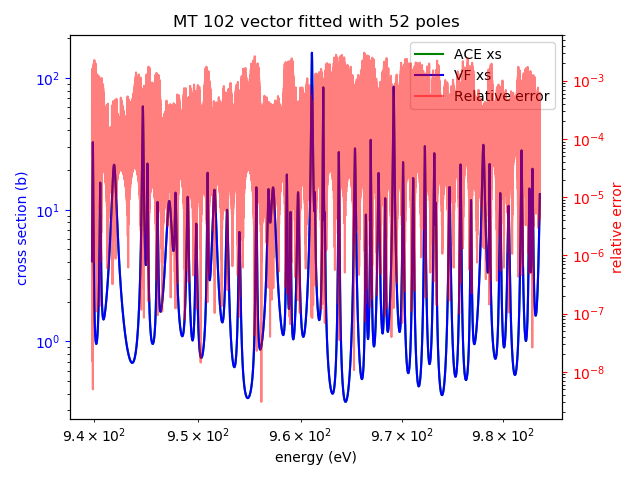 MT 102 vector fitted with 52 poles
ACE xs
VF xs
Relative error
cross section (b)
10²
10¹
10⁰
relative error
10⁻³
10⁻⁴
10⁻⁵
10⁻⁶
10⁻⁷
10⁻⁸
9.4 × 10² 9.5 × 10² 9.6 × 10² 9.7 × 10² 9.8 × 10²
energy (eV)